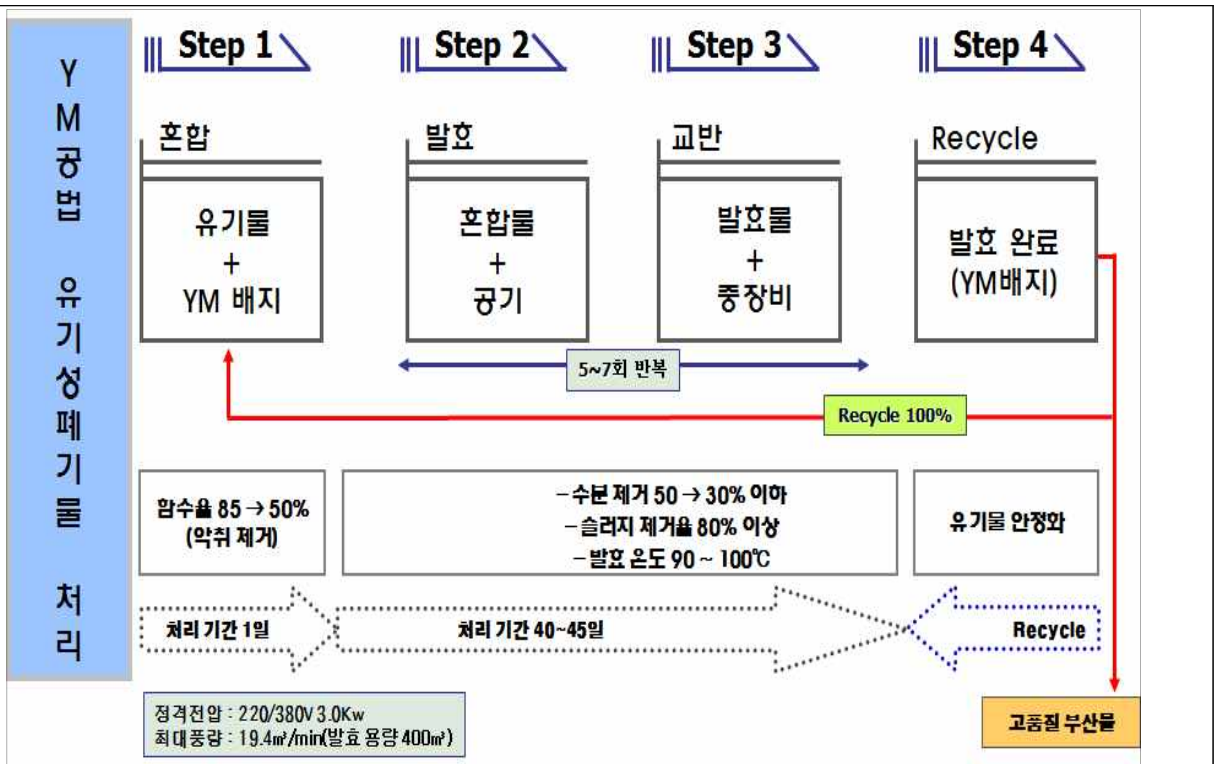 YM공법 유기성폐기물 처리
Step 1
Step 2
Step 3
Step 4
혼합
발효
교반
Recycle
유기물
+
YM 배지
혼합물
+
공기
발효물
+
중장비
발효 완료
(YM배지)
5~7회 반복
Recycle 100%
함수율 85 → 50%
(악취 제거)
– 수분 제거 50 → 30% 이하
– 슬러지 제거율 80% 이상
– 발효 온도 90 ~ 100℃
유기물 안정화
처리 기간 1일
처리 기간 40~45일
Recycle
정격전압 : 220/380V 3.0Kw
최대풍량 : 19.4㎥/min(발효 용량 400㎥)
고품질 부산물